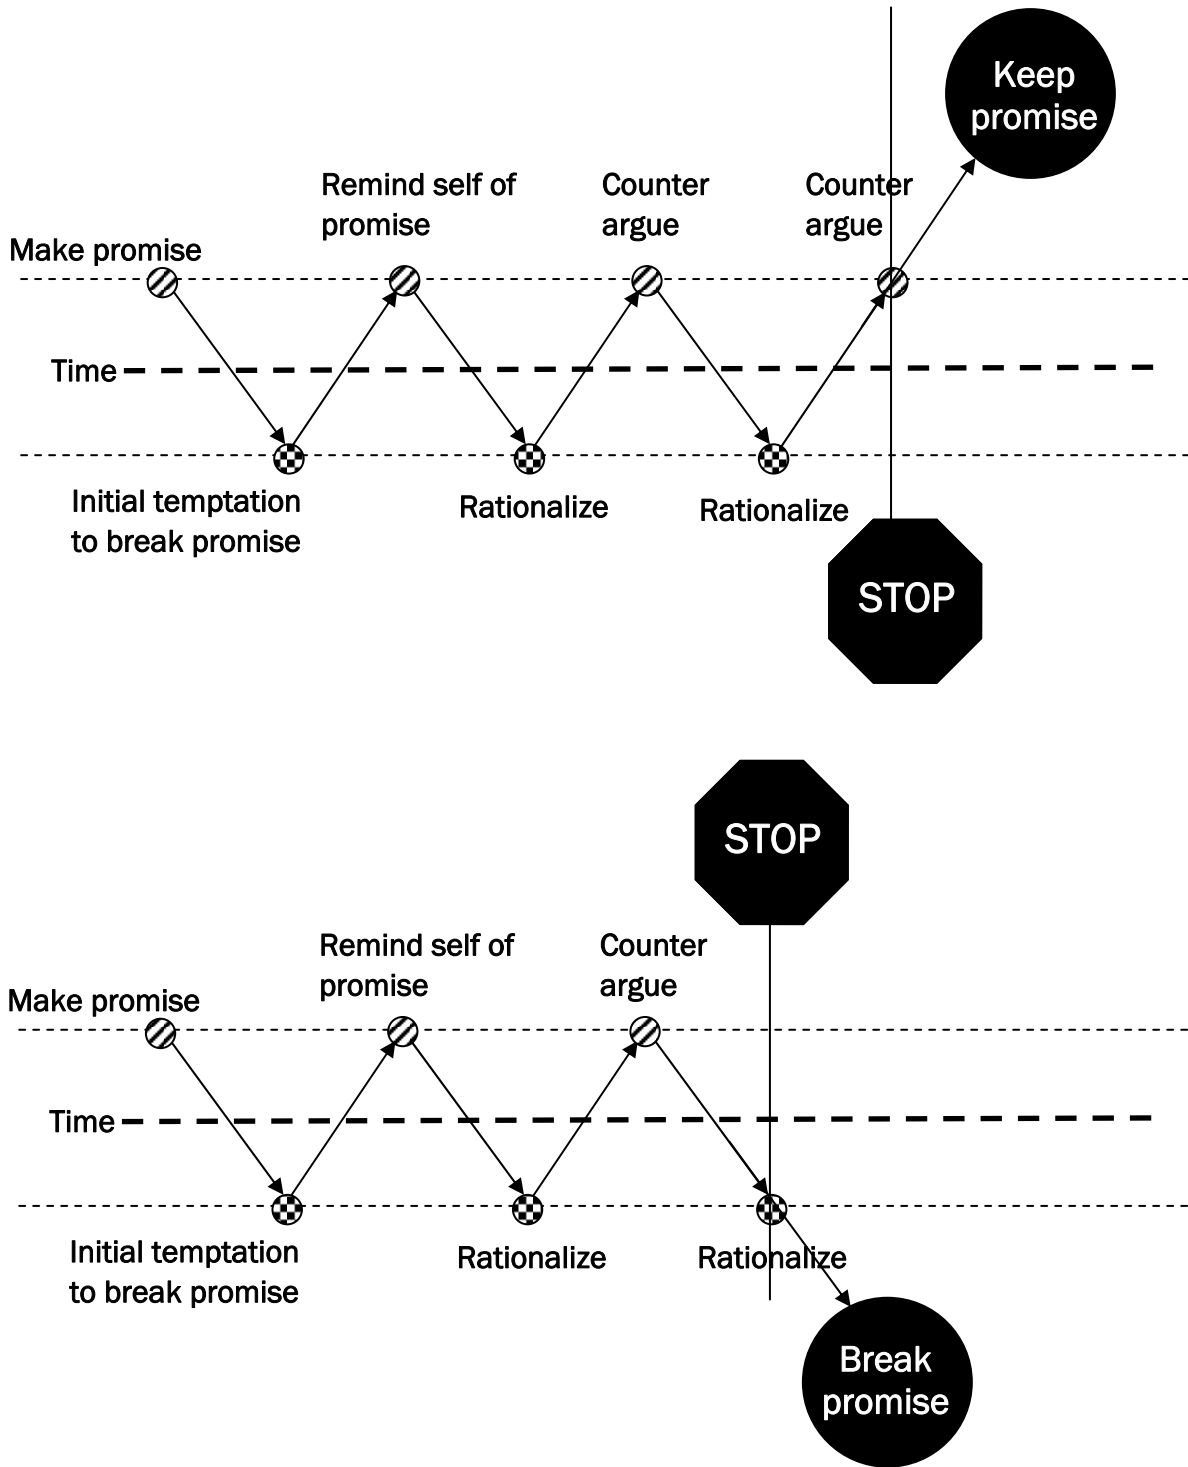 Keep
promise
Remind self of
promise
Counter
argue
Counter
argue
Make promise
Time
Initial temptation
to break promise
Rationalize
Rationalize
STOP
STOP
Remind self of
promise
Counter
argue
Make promise
Time
Initial temptation
to break promise
Rationalize
Rationalize
Break
promise